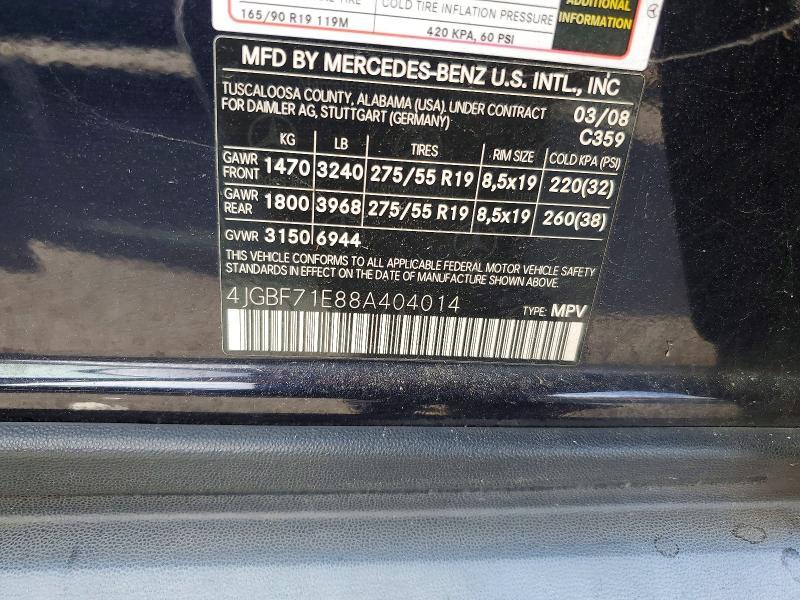 165/90 R19 119M
COLD TIRE INFLATION PRESSURE
420 KPA, 60 PSI
ADDITIONAL
INFORMATION
MFD BY MERCEDES-BENZ U.S. INTL., INC
TUSCALOOSA COUNTY, ALABAMA (USA). UNDER CONTRACT 03/08
FOR DAIMLER AG, STUTTGART (GERMANY) C359
KG LB TIRES RIM SIZE COLD KPA (PSI)
GAWR FRONT 1470 3240 275/55 R19 8,5x19 220(32)
GAWR REAR 1800 3968 275/55 R19 8,5x19 260(38)
GVWR 3150 6944
THIS VEHICLE CONFORMS TO ALL APPLICABLE FEDERAL MOTOR VEHICLE SAFETY
STANDARDS IN EFFECT ON THE DATE OF MANUFACTURE SHOWN ABOVE.
4JGBF71E88A404014 TYPE: MPV